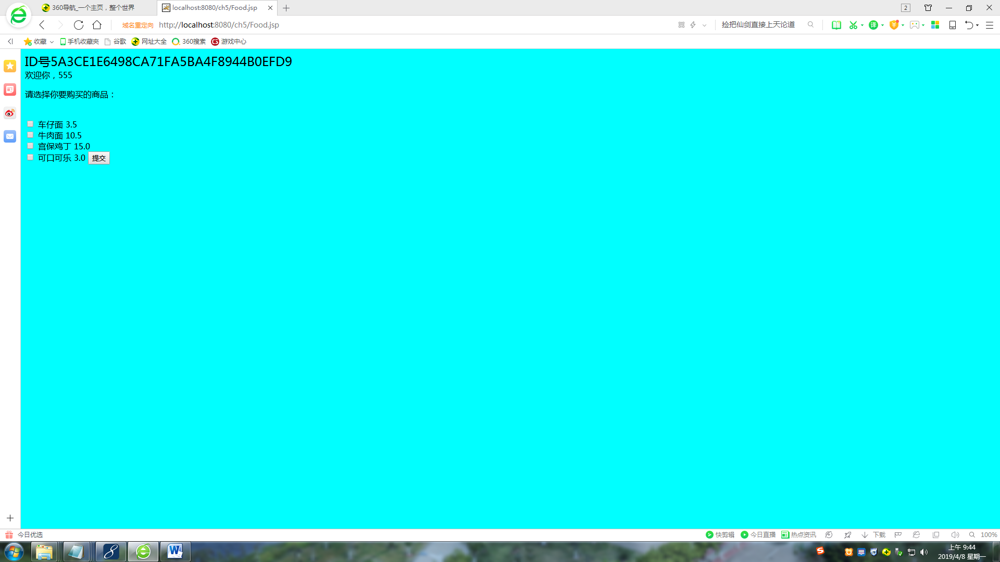 360导航_一个主页，整个世界
localhost:8080/ch5/Food.jsp
2
域名重定向 http://localhost:8080/ch5/Food.jsp
捡把仙剑直接上天论道
译
收藏 手机收藏夹 谷歌 网址大全 360搜索 游戏中心
ID号5A3CE1E6498CA71FA5BA4F8944B0EFD9
欢迎你，555
请选择你要购买的商品：
车仔面 3.5
牛肉面 10.5
宫保鸡丁 15.0
可口可乐 3.0 提交
今日优选
快剪辑 今日直播 热点资讯 下载 100%
上午 9:44
2019/4/8 星期一